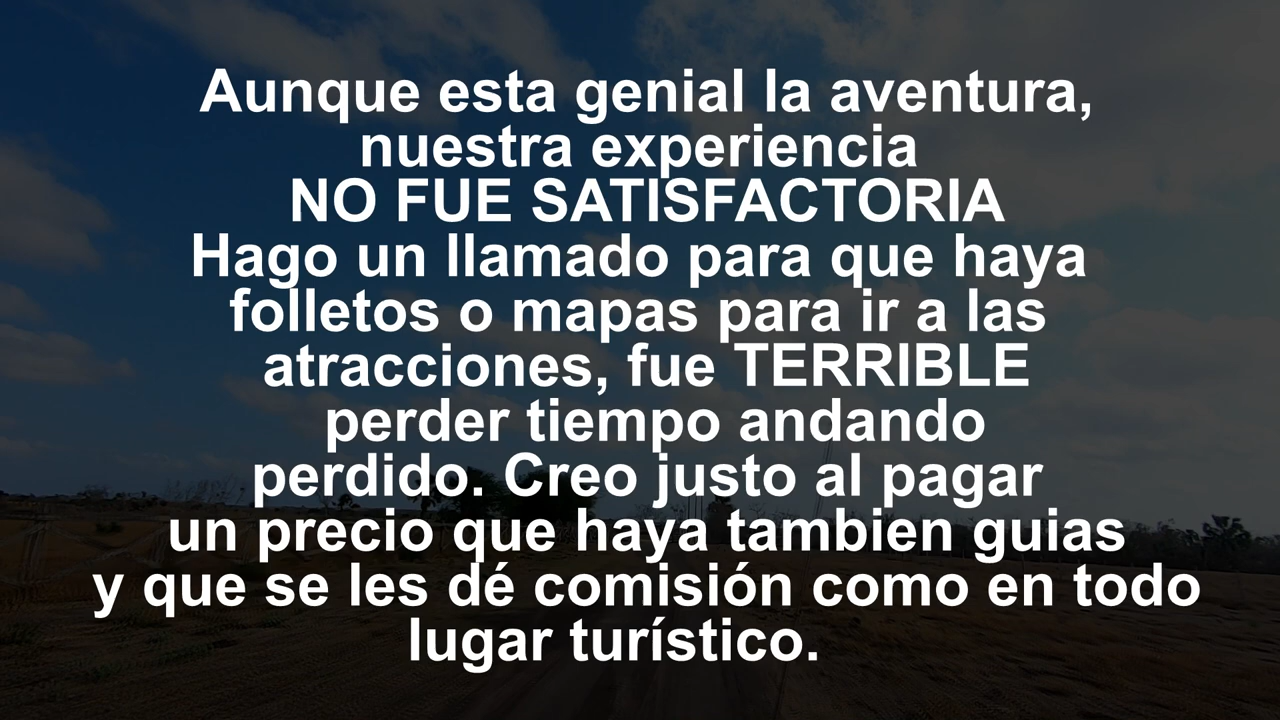 Aunque esta genial la aventura,
nuestra experiencia
NO FUE SATISFACTORIA
Hago un llamado para que haya
folletos o mapas para ir a las
atracciones, fue TERRIBLE
perder tiempo andando
perdido. Creo justo al pagar
un precio que haya tambien guias
y que se les dé comisión como en todo
lugar turístico.